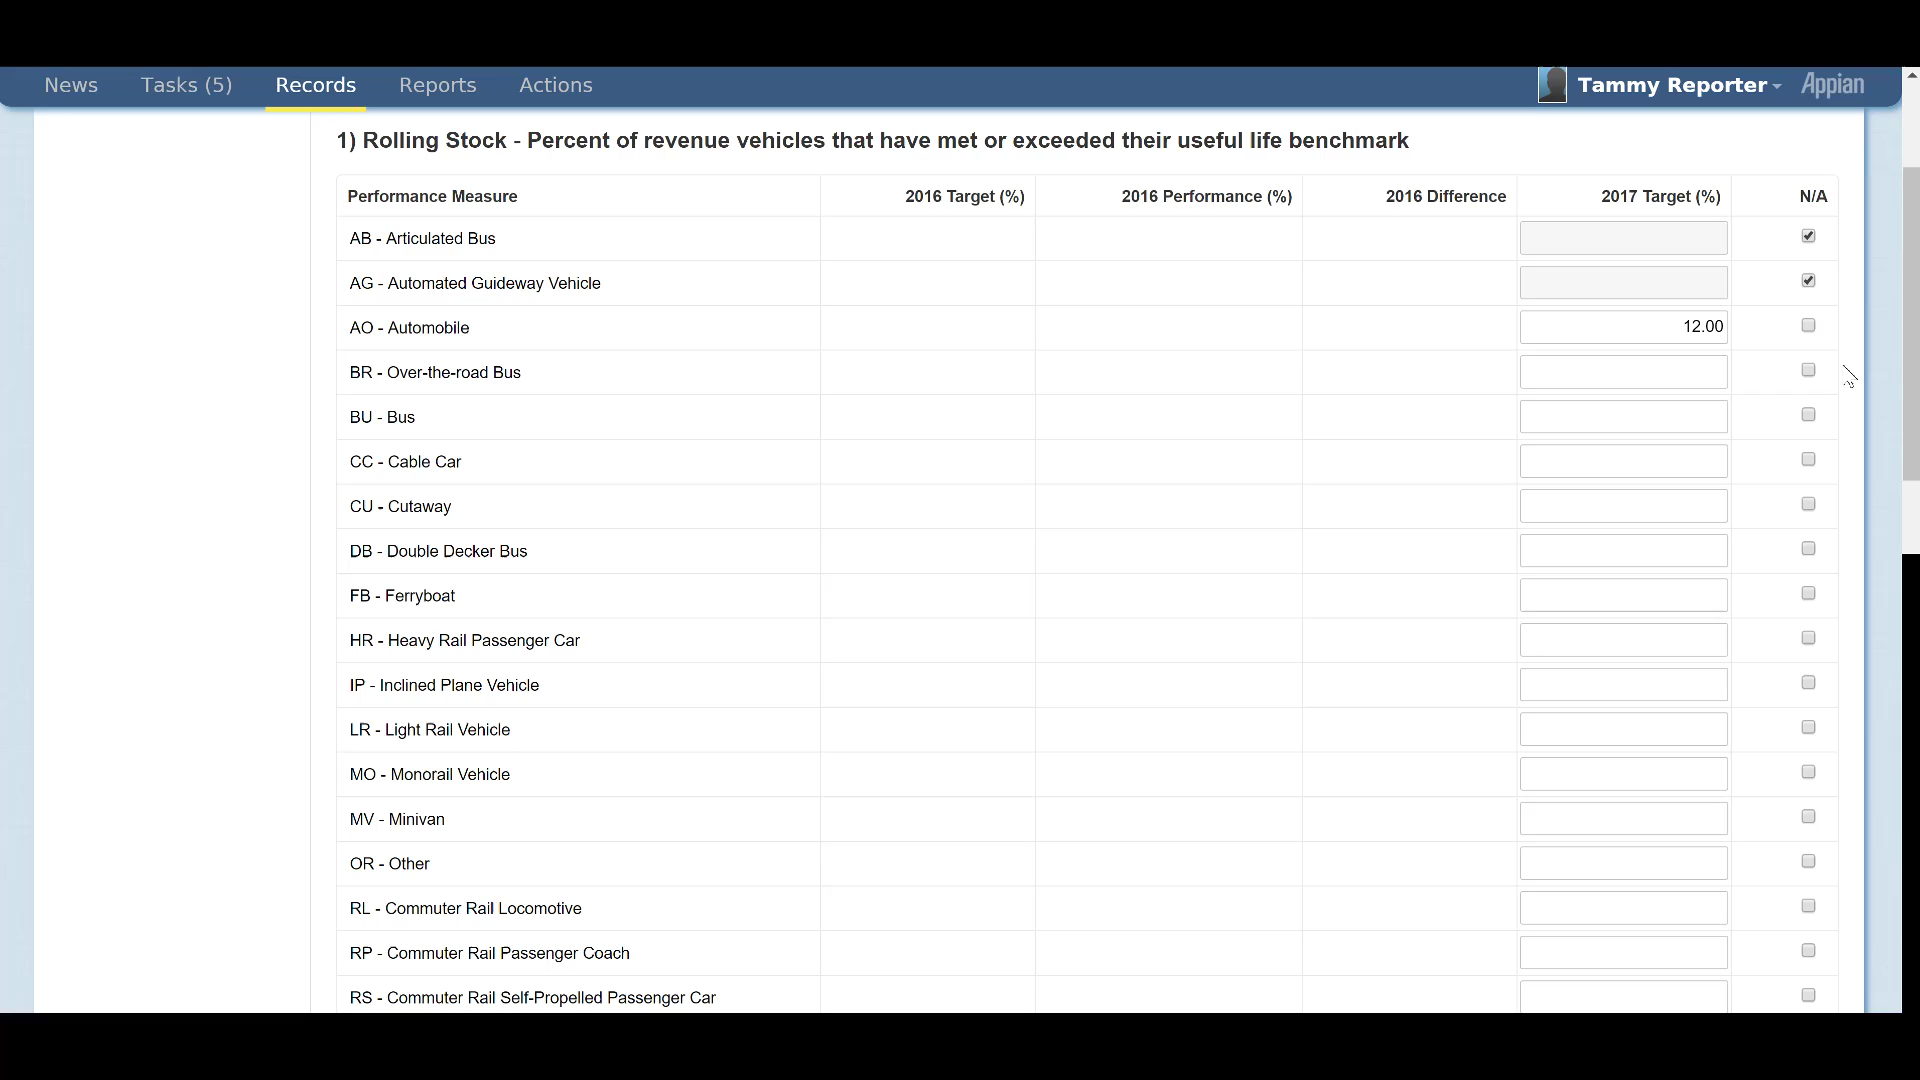 News Tasks (5) Records Reports Actions Tammy Reporter Appian
1) Rolling Stock - Percent of revenue vehicles that have met or exceeded their useful life benchmark
Performance Measure 2016 Target (%) 2016 Performance (%) 2016 Difference 2017 Target (%) N/A
AB - Articulated Bus
AG - Automated Guideway Vehicle
AO - Automobile 12.00
BR - Over-the-road Bus
BU - Bus
CC - Cable Car
CU - Cutaway
DB - Double Decker Bus
FB - Ferryboat
HR - Heavy Rail Passenger Car
IP - Inclined Plane Vehicle
LR - Light Rail Vehicle
MO - Monorail Vehicle
MV - Minivan
OR - Other
RL - Commuter Rail Locomotive
RP - Commuter Rail Passenger Coach
RS - Commuter Rail Self-Propelled Passenger Car